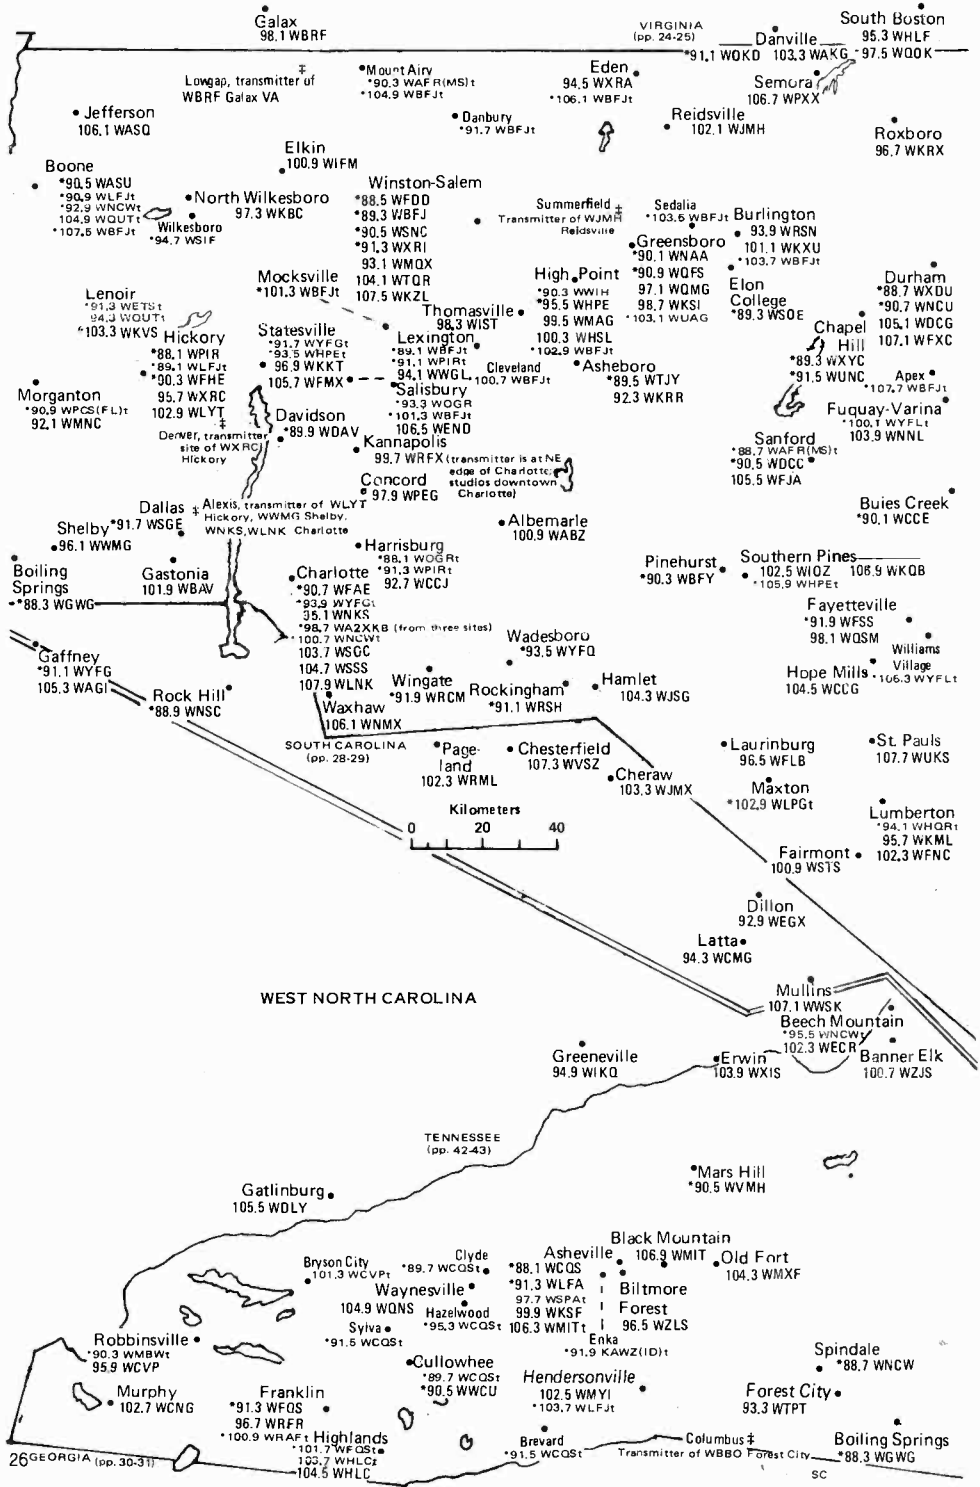 Galax
98.1 WBRF
VIRGINIA
(pp. 24-25)
Danville
*91.1 WOKD 103.3 WAKG
South Boston
95.3 WHLF
97.5 WQOK
Lowgap, transmitter of
WBRF Galax VA
Mount Airy
*90.3 WAFR(MS)t
*104.9 WBFJt
Eden
94.5 WXRA
*106.1 WBFJt
Semora
106.7 WPXX
Jefferson
106.1 WASQ
Danbury
*91.7 WBFJt
Reidsville
102.1 WJMH
Roxboro
96.7 WKRX
Elkin
100.9 WIFM
Boone
*90.5 WASU
*90.9 WLFJt
*92.9 WNCWt
104.9 WQUTt
*107.5 WBFJt
North Wilkesboro
97.3 WKBC
Wilkesboro
*94.7 WSIF
Winston-Salem
*88.5 WFDD
*89.3 WBFJ
*90.5 WSNC
*91.3 WXRI
93.1 WMQX
104.1 WTQR
107.5 WKZL
Summerfield
Transmitter of WJMH
Reidsville
Sedalia
*103.5 WBFJt
Burlington
93.9 WRSN
101.1 WKXU
*103.7 WBFJt
Greensboro
*90.1 WNAA
*90.9 WQFS
97.1 WQMG
98.7 WKSI
*103.1 WUAG
Elon
College
*89.3 WSOE
Durham
*88.7 WXDU
*90.7 WNCU
105.1 WDCG
107.1 WFXC
Mocksville
*101.3 WBFJt
High Point
*90.3 WWIH
*95.5 WHPE
99.5 WMAG
100.3 WHSL
*102.9 WBFJt
Thomasville
98.3 WIST
Lenoir
*91.3 WETSt
94.3 WQUTt
*103.3 WKVS
Hickory
*88.1 WPIR
*89.1 WLFJt
*90.3 WFHE
95.7 WXRC
102.9 WLYT
Statesville
*91.7 WYFGt
*93.5 WHPEt
96.9 WKKT
105.7 WFMX
Lexington
*89.1 WBFJt
*91.1 WPIRt
94.1 WWGL
Cleveland
100.7 WBFJt
Asheboro
*89.5 WTJY
92.3 WKRR
Chapel
Hill
*89.3 WXYC
*91.5 WUNC
Apex
*107.7 WBFJt
Morganton
*90.9 WPCS(FL)t
92.1 WMNC
Denver, transmitter
site of WXRC
Hickory
Davidson
*89.9 WDAV
Salisbury
*93.3 WOGR
*101.3 WBFJt
106.5 WEND
Fuquay-Varina
*100.1 WYFLt
103.9 WNNL
Kannapolis
99.7 WRFX (transmitter is at NE
edge of Charlotte;
studios downtown
Charlotte)
Sanford
*88.7 WAFR(MS)t
*90.5 WDCC
105.5 WFJA
Concord
97.9 WPEG
Buies Creek
*90.1 WCCE
Dallas
*91.7 WSGE
Alexis, transmitter of WLYT
Hickory, WWMG Shelby,
WNKS, WLNK Charlotte
Shelby
96.1 WWMG
Albemarle
100.9 WABZ
Harrisburg
*88.1 WOGRt
*91.3 WPIRt
92.7 WCCJ
Boiling
Springs
*88.3 WGWG
Gastonia
101.9 WBAV
Charlotte
*90.7 WFAE
*93.9 WYFGt
95.1 WNKS
*98.7 WA2XKB (from three sites)
*100.7 WNCWt
103.7 WSGC
104.7 WSSS
107.9 WLNK
Pinehurst
*90.3 WBFY
Southern Pines
102.5 WIOZ 106.9 WKQB
*105.9 WHPEt
Fayetteville
*91.9 WFSS
98.1 WQSM
Williams
Village
*106.3 WYFLt
Hope Mills
104.5 WCCG
Gaffney
*91.1 WYFG
105.3 WAGI
Rock Hill
*88.9 WNSC
Wadesboro
*93.5 WYFQ
Wingate
*91.9 WRCM
Rockingham
*91.1 WRSH
Hamlet
104.3 WJSG
Waxhaw
106.1 WNMX
SOUTH CAROLINA
(pp. 28-29)
Page-
land
102.3 WRML
Chesterfield
107.3 WVSZ
Cheraw
103.3 WJMX
Laurinburg
96.5 WFLB
St. Pauls
107.7 WUKS
Maxton
*102.9 WLPGt
Lumberton
*94.1 WHQRt
95.7 WKML
102.3 WFNC
Kilometers
0 20 40
Fairmont
100.9 WSTS
Dillon
92.9 WEGX
Latta
94.3 WCMG
WEST NORTH CAROLINA
Mullins
107.1 WWSK
Beech Mountain
*95.5 WNCWt
102.3 WECR
Banner Elk
100.7 WZJS
Greeneville
94.9 WIKQ
Erwin
103.9 WXIS
TENNESSEE
(pp. 42-43)
Mars Hill
*90.5 WVMH
Gatlinburg
105.5 WDLY
Bryson City
101.3 WCVPt
Clyde
*89.7 WCQSt
Asheville
*88.1 WCQS
*91.3 WLFA
97.7 WSPAt
99.9 WKSF
106.3 WMITt
Black Mountain
106.9 WMIT
Old Fort
104.3 WMXF
Waynesville
104.9 WQNS
Hazelwood
*95.3 WCQSt
Biltmore
Forest
96.5 WZLS
Sylva
*91.5 WCQSt
Enka
*91.9 KAWZ(ID)t
Robbinsville
*90.3 WMBWt
95.9 WCVP
Cullowhee
*89.7 WCQSt
*90.5 WWCU
Spindale
*88.7 WNCW
Murphy
102.7 WCNG
Franklin
*91.3 WFQS
96.7 WRFR
*100.9 WRAFt
Hendersonville
102.5 WMYI
*103.7 WLFJt
Forest City
93.3 WTPT
Highlands
*101.7 WFQSt
103.7 WHLCt
104.5 WHLC
Brevard
*91.5 WCQSt
Columbus
Transmitter of WBBO Forest City
Boiling Springs
*88.3 WGWG
26 GEORGIA (pp. 30-31)
SC